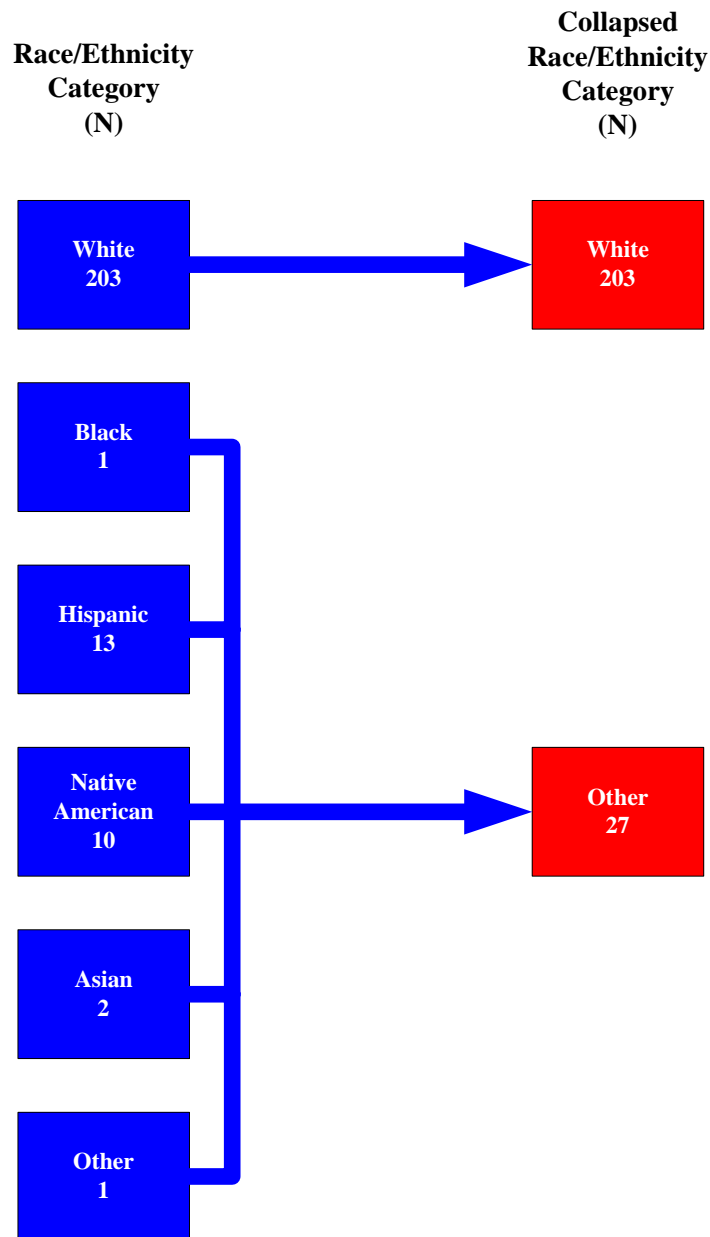 Race/Ethnicity
Category
(N)
Collapsed
Race/Ethnicity
Category
(N)
White
203
White
203
Black
1
Hispanic
13
Native
American
10
Other
27
Asian
2
Other
1